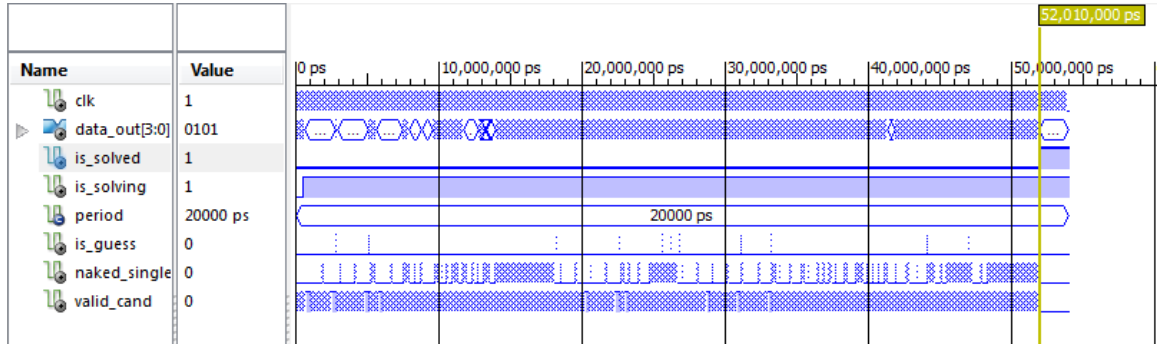 52,010,000 ps
Name Value 0 ps 10,000,000 ps 20,000,000 ps 30,000,000 ps 40,000,000 ps 50,000,000 ps
clk 1
data_out[3:0] 0101 ... ... ... ... ...
is_solved 1
is_solving 1
period 20000 ps 20000 ps
is_guess 0
naked_single 0
valid_cand 0